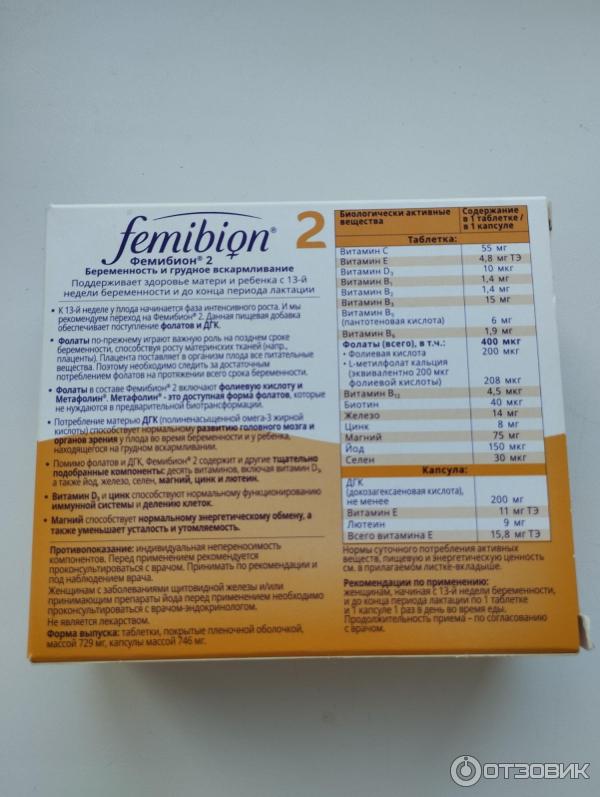 femibion® 2
Фемибион® 2
Беременность и грудное вскармливание
Поддерживает здоровье матери и ребенка с 13-й
недели беременности и до конца периода лактации
• К 13-й неделе у плода начинается фаза интенсивного роста. И мы
рекомендуем переход на Фемибион® 2. Данная пищевая добавка
обеспечивает поступление фолатов и ДГК.
• Фолаты по-прежнему играют важную роль на позднем сроке
беременности, способствуя росту материнских тканей (напр.,
плаценты). Плацента поставляет в организм плода все питательные
вещества. Поэтому необходимо следить за достаточным
потреблением фолатов на протяжении всего срока беременности.
• Фолаты в составе Фемибион® 2 включают фолиевую кислоту и
Метафолин®. Метафолин® - это доступная форма фолатов, которые
не нуждаются в предварительной биотрансформации.
• Потребление матерью ДГК (полиненасыщенной омега-3 жирной
кислоты) способствует нормальному развитию головного мозга и
органов зрения у плода во время беременности и у ребенка,
находящегося на грудном вскармливании.
• Помимо фолатов и ДГК, Фемибион® 2 содержит и другие тщательно
подобранные компоненты: десять витаминов, включая витамин D₃,
а также йод, железо, селен, магний, цинк и лютеин.
• Витамин D₃ и цинк способствуют нормальному функционированию
иммунной системы и делению клеток.
• Магний способствует нормальному энергетическому обмену, а
также уменьшает усталость и утомляемость.
Противопоказание: индивидуальная непереносимость
компонентов. Перед применением рекомендуется
проконсультироваться с врачом. Принимать по рекомендации и
под наблюдением врача.
Женщинам с заболеваниями щитовидной железы и/или
принимающим препараты йода перед применением необходимо
проконсультироваться с врачом-эндокринологом.
Не является лекарством.
Форма выпуска: таблетки, покрытые пленочной оболочкой,
массой 729 мг, капсулы массой 746 мг.
Биологически активные вещества Содержание в 1 таблетке / в 1 капсуле
Таблетка:
Витамин C 55 мг
Витамин E 4,8 мг ТЭ
Витамин D₃ 10 мкг
Витамин B₁ 1,4 мг
Витамин B₂ 1,4 мг
Витамин B₃ 15 мг
Витамин B₅
(пантотеновая кислота) 6 мг
Витамин B₆ 1,9 мг
Фолаты (всего), в т.ч.: 400 мкг
• Фолиевая кислота 200 мкг
• L-метилфолат кальция
(эквивалентно 200 мкг
фолиевой кислоты) 208 мкг
Витамин B₁₂ 4,5 мкг
Биотин 40 мкг
Железо 14 мг
Цинк 8 мг
Магний 75 мг
Йод 150 мкг
Селен 30 мкг
Капсула:
ДГК
(докозагексаеновая кислота),
не менее 200 мг
Витамин E 11 мг ТЭ
Лютеин 9 мг
Всего витамина E 15,8 мг ТЭ
Нормы суточного потребления активных
веществ, пищевую и энергетическую ценность
см. в прилагаемом листке-вкладыше.
Рекомендации по применению:
женщинам, начиная с 13-й недели беременности,
и до конца периода лактации по 1 таблетке
и 1 капсуле 1 раз в день во время еды.
Продолжительность приема – по согласованию
с врачом.
ОТЗОВИК